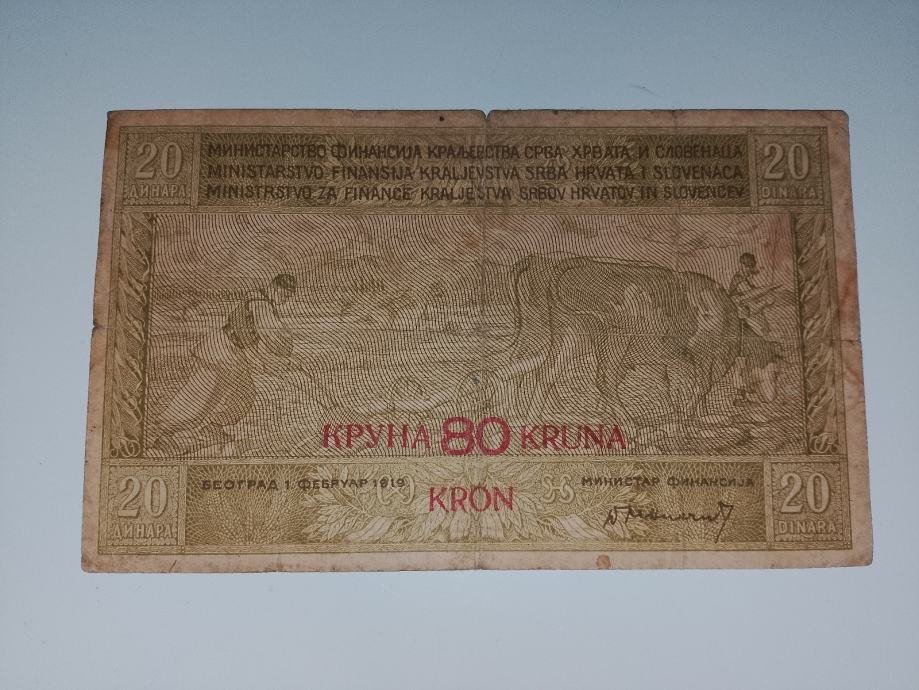 20 МИНИСТАРСТВО ФИНАНСИЈА КРАЉЕВСТВА СРБА ХРВАТА И СЛОВЕНАЦА 20
ДИНАРА MINISTARSTVO FINANSIJA KRALJEVSTVA SRBA HRVATA I SLOVENACA DINARA
MINISTRSTVO ZA FINANCE KRALJESTVA SRBOV HRVATOV IN SLOVENCEV
КРУНА 80 KRUNA
20 БЕОГРАД 1. ФЕБРУАР 1919 KRON МИНИСТАР ФИНАНСИЈА 20
ДИНАРА DINARA